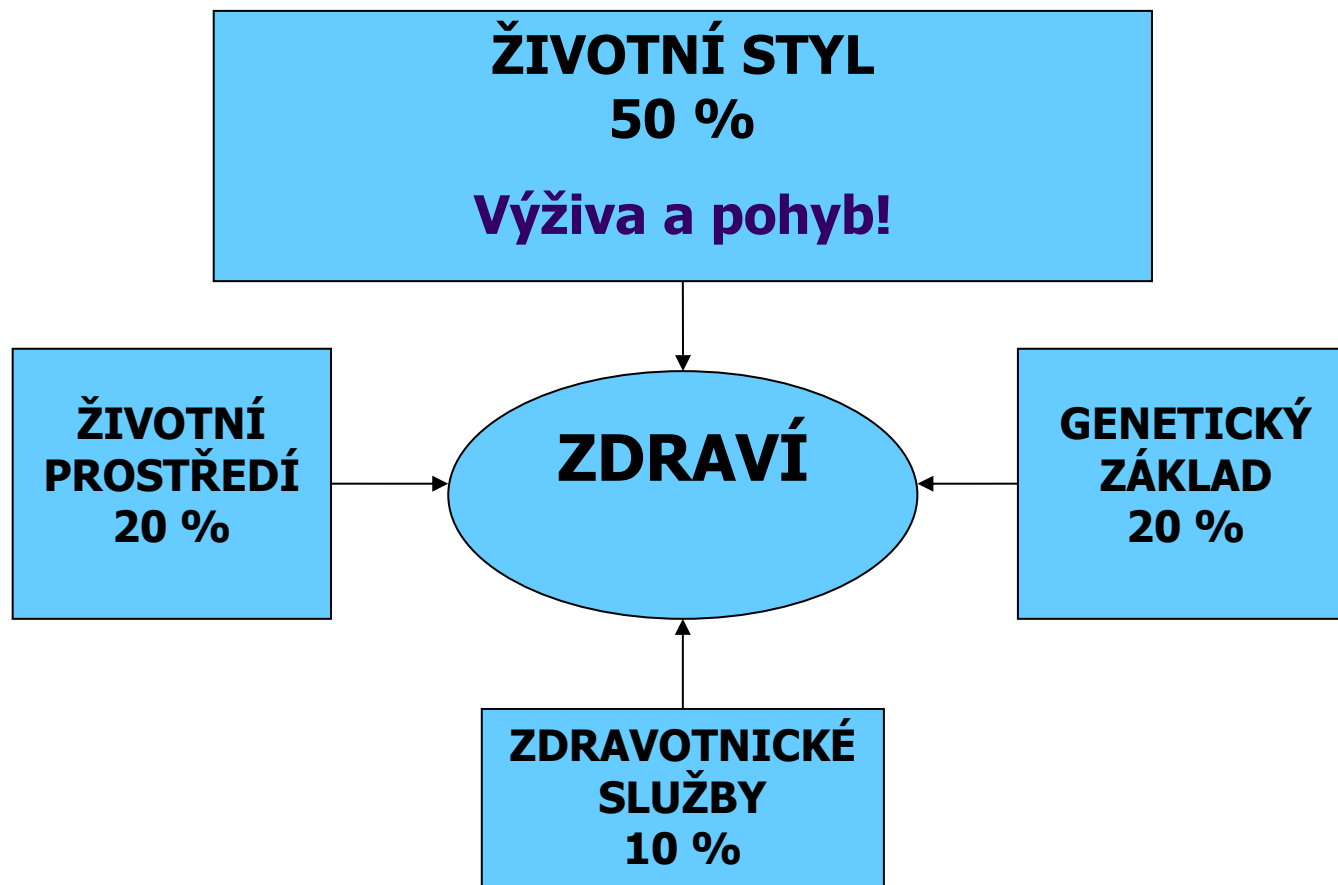 ŽIVOTNÍ STYL
50 %
Výživa a pohyb!
ŽIVOTNÍ
PROSTŘEDÍ
20 %
ZDRAVÍ
GENETICKÝ
ZÁKLAD
20 %
ZDRAVOTNICKÉ
SLUŽBY
10 %